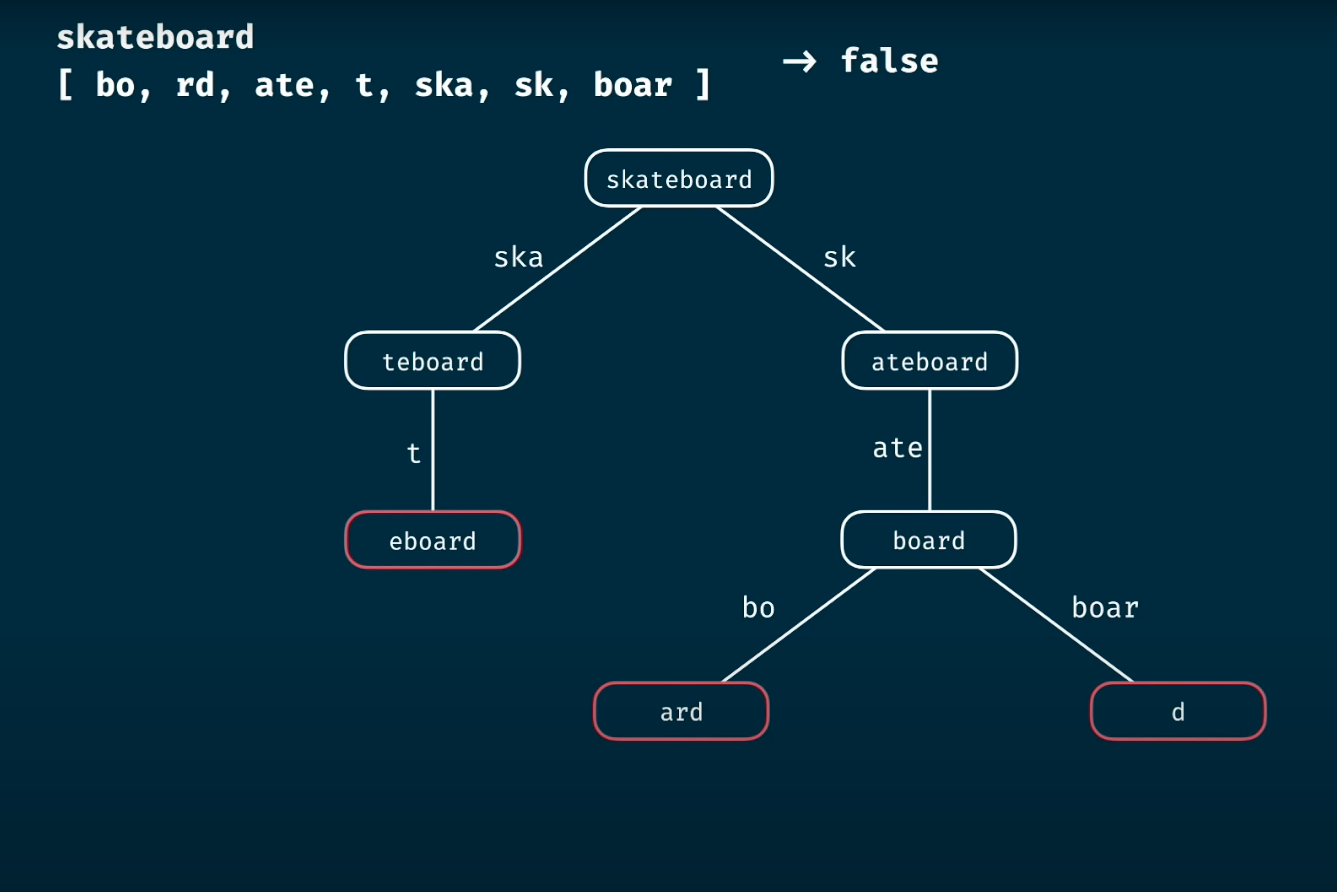 skateboard
[ bo, rd, ate, t, ska, sk, boar ]
→ false
skateboard
ska
sk
teboard
ateboard
t
ate
eboard
board
bo
boar
ard
d